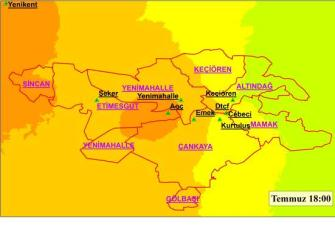 Yenikent
KEÇİÖREN
SİNCAN
YENİMAHALLE
ALTINDAĞ
Şeker
Yenimahalle
Keçiören
ETİMESGUT
Aoç
Dtcf
Emek
Cebeci
Kurtuluş
MAMAK
YENİMAHALLE
ÇANKAYA
GÖLBAŞI
Temmuz 18:00